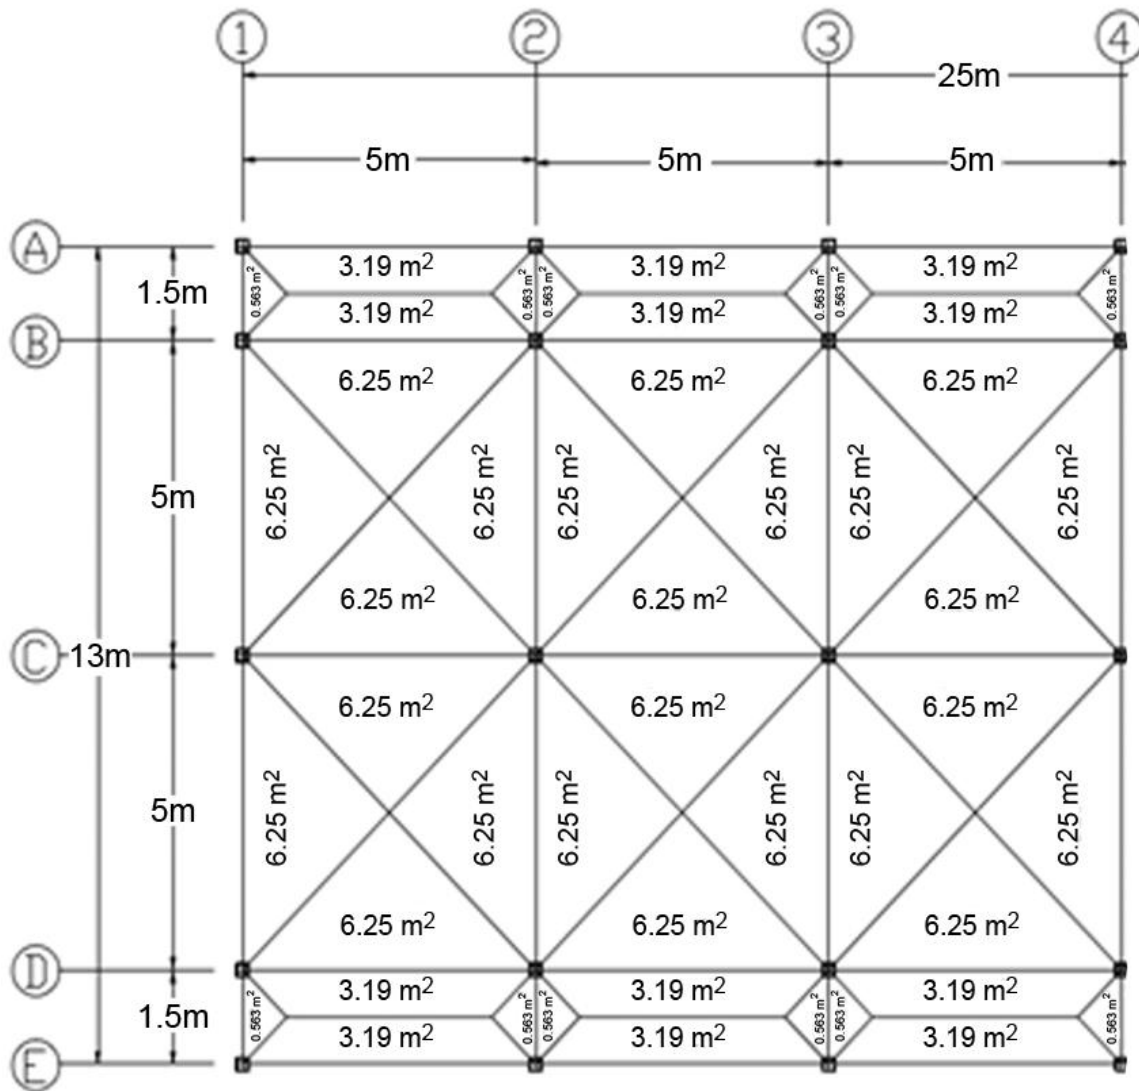 1 2 3 4
25m
5m 5m 5m
A
3.19 m² 3.19 m² 3.19 m²
1.5m 0.563 m² 0.563 m² 0.563 m² 0.563 m² 0.563 m² 0.563 m²
3.19 m² 3.19 m² 3.19 m²
B
6.25 m² 6.25 m² 6.25 m²
5m 6.25 m² 6.25 m² 6.25 m² 6.25 m² 6.25 m² 6.25 m²
6.25 m² 6.25 m² 6.25 m²
C 13m
6.25 m² 6.25 m² 6.25 m²
5m 6.25 m² 6.25 m² 6.25 m² 6.25 m² 6.25 m² 6.25 m²
6.25 m² 6.25 m² 6.25 m²
D
3.19 m² 3.19 m² 3.19 m²
1.5m 0.563 m² 0.563 m² 0.563 m² 0.563 m² 0.563 m² 0.563 m²
3.19 m² 3.19 m² 3.19 m²
E